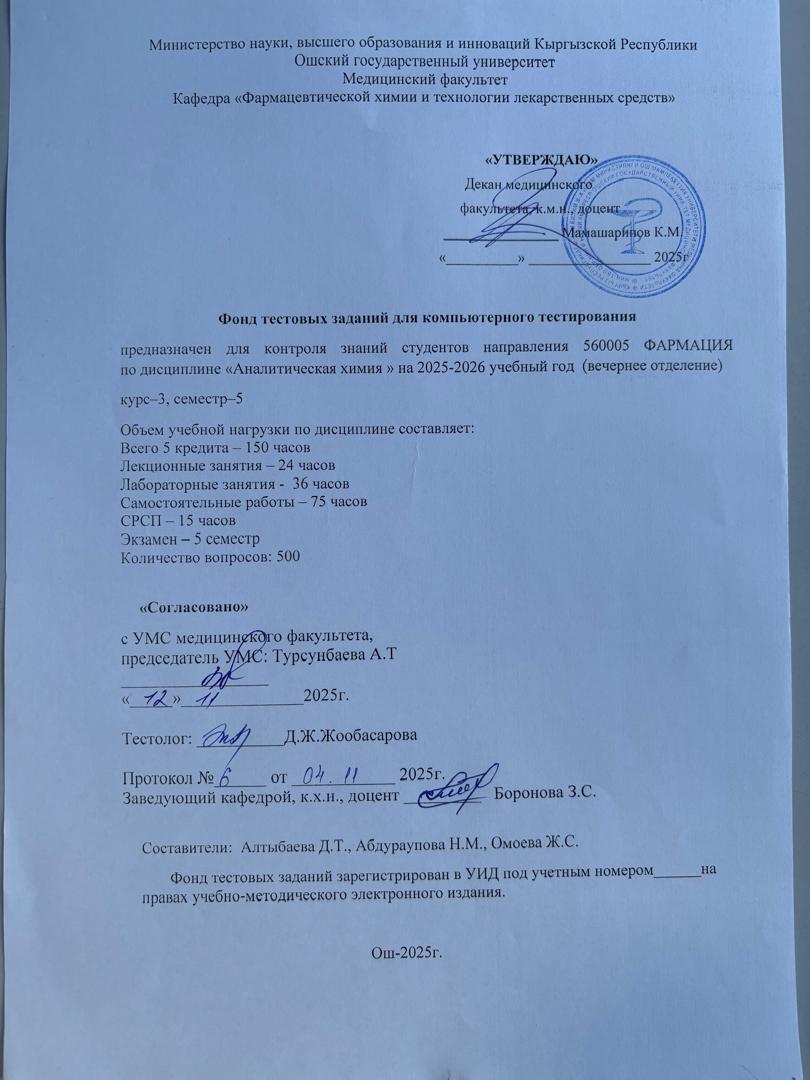 Министерство науки, высшего образования и инноваций Кыргызской Республики
Ошский государственный университет
Медицинский факультет
Кафедра «Фармацевтической химии и технологии лекарственных средств»
«УТВЕРЖДАЮ»
Декан медицинского
факультета, к.м.н., доцент
________________ Мамашарипов К.М.
«__________» _________________ 2025г
Фонд тестовых заданий для компьютерного тестирования
предназначен для контроля знаний студентов направления 560005 ФАРМАЦИЯ
по дисциплине «Аналитическая химия » на 2025-2026 учебный год (вечернее отделение)
курс–3, семестр–5
Объем учебной нагрузки по дисциплине составляет:
Всего 5 кредита – 150 часов
Лекционные занятия – 24 часов
Лабораторные занятия - 36 часов
Самостоятельные работы – 75 часов
СРСП – 15 часов
Экзамен – 5 семестр
Количество вопросов: 500
«Согласовано»
с УМС медицинского факультета,
председатель УМС: Турсунбаева А.Т
«12» 11 2025г.
Тестолог: ___________Д.Ж.Жообасарова
Протокол № 6 от 04.11 2025г.
Заведующий кафедрой, к.х.н., доцент __________ Боронова З.С.
Составители: Алтыбаева Д.Т., Абдураупова Н.М., Омоева Ж.С.
Фонд тестовых заданий зарегистрирован в УИД под учетным номером______на
правах учебно-методического электронного издания.
Ош-2025г.